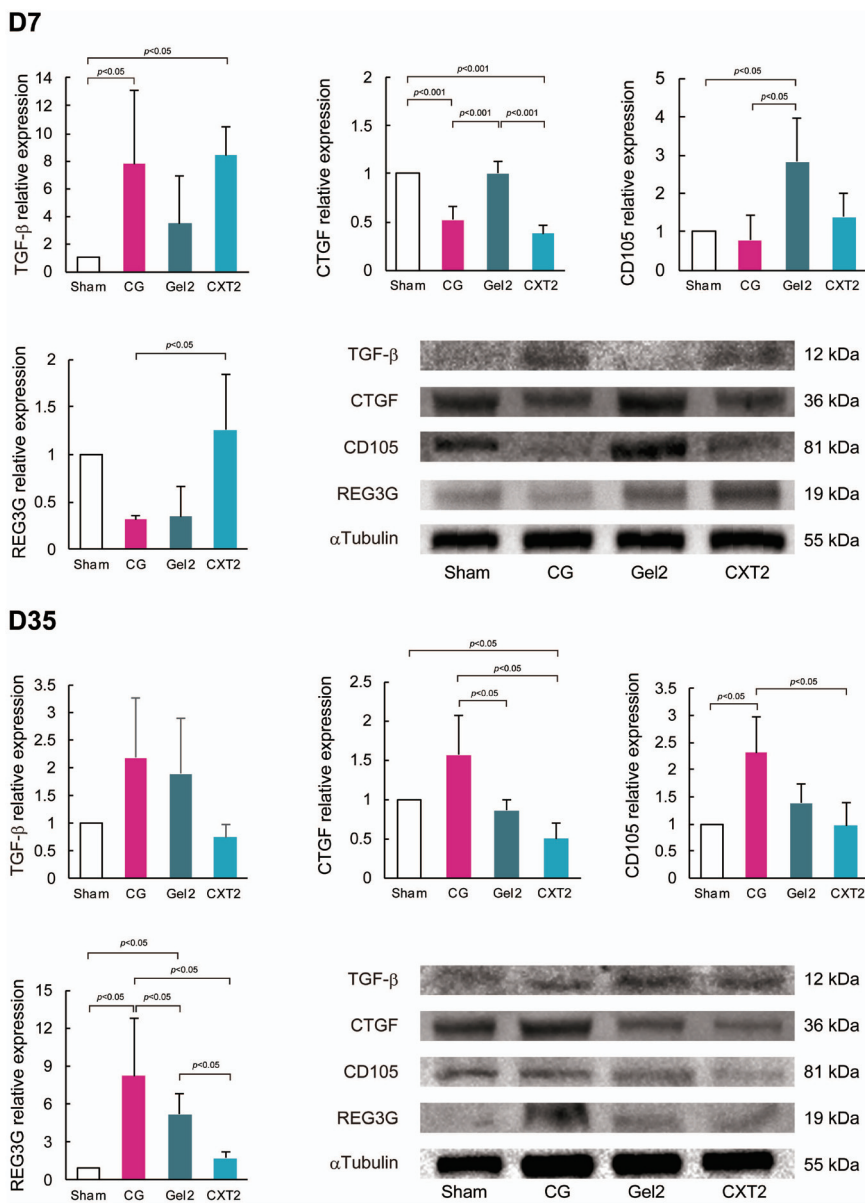 D7
p<0.05
p<0.05
14
12
10
8
6
4
2
0
TGF-β relative expression
Sham CG Gel2 CXT2
p<0.001
p<0.001
p<0.001 p<0.001
2
1.5
1
0.5
0
CTGF relative expression
Sham CG Gel2 CXT2
p<0.05
p<0.05
5
4
3
2
1
0
CD105 relative expression
Sham CG Gel2 CXT2
p<0.05
2
1.5
1
0.5
0
REG3G relative expression
Sham CG Gel2 CXT2
TGF-β 12 kDa
CTGF 36 kDa
CD105 81 kDa
REG3G 19 kDa
αTubulin 55 kDa
Sham CG Gel2 CXT2
D35
3.5
3
2.5
2
1.5
1
0.5
0
TGF-β relative expression
Sham CG Gel2 CXT2
p<0.05
p<0.05
p<0.05
2.5
2
1.5
1
0.5
0
CTGF relative expression
Sham CG Gel2 CXT2
p<0.05 p<0.05
3.5
3
2.5
2
1.5
1
0.5
0
CD105 relative expression
Sham CG Gel2 CXT2
p<0.05
p<0.05
p<0.05 p<0.05
p<0.05
15
12
9
6
3
0
REG3G relative expression
Sham CG Gel2 CXT2
TGF-β 12 kDa
CTGF 36 kDa
CD105 81 kDa
REG3G 19 kDa
αTubulin 55 kDa
Sham CG Gel2 CXT2